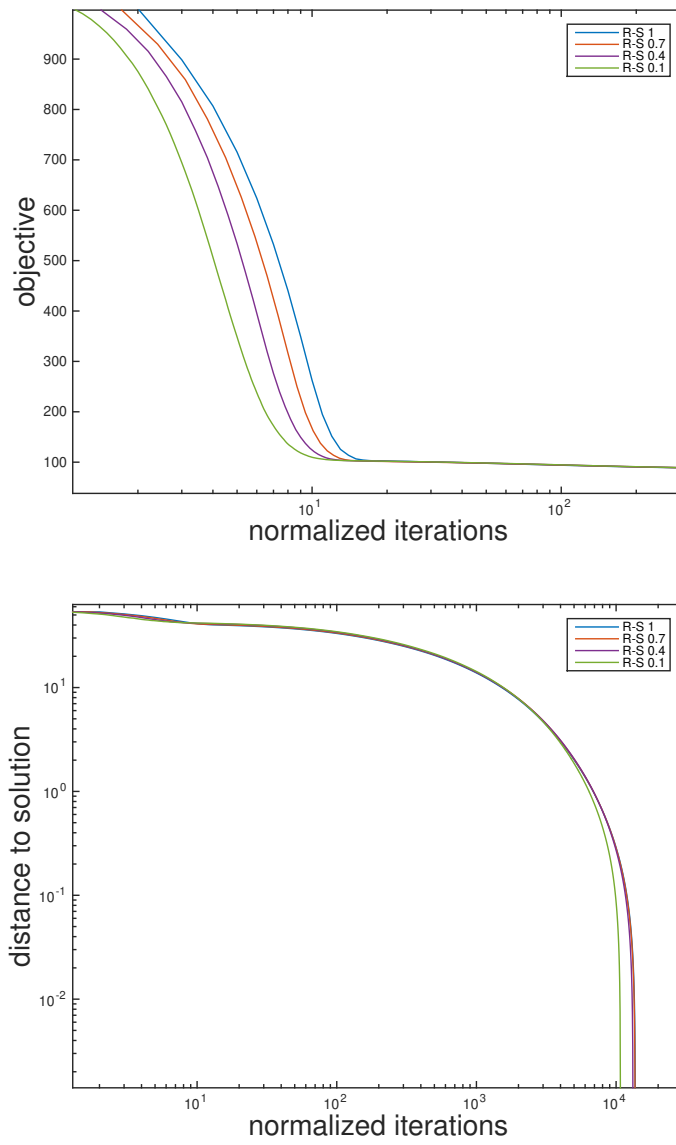 900
800
700
600
500
400
300
200
100
objective
10^1
10^2
normalized iterations
R-S 1
R-S 0.7
R-S 0.4
R-S 0.1
10^1
10^0
10^-1
10^-2
distance to solution
10^1
10^2
10^3
10^4
normalized iterations
R-S 1
R-S 0.7
R-S 0.4
R-S 0.1